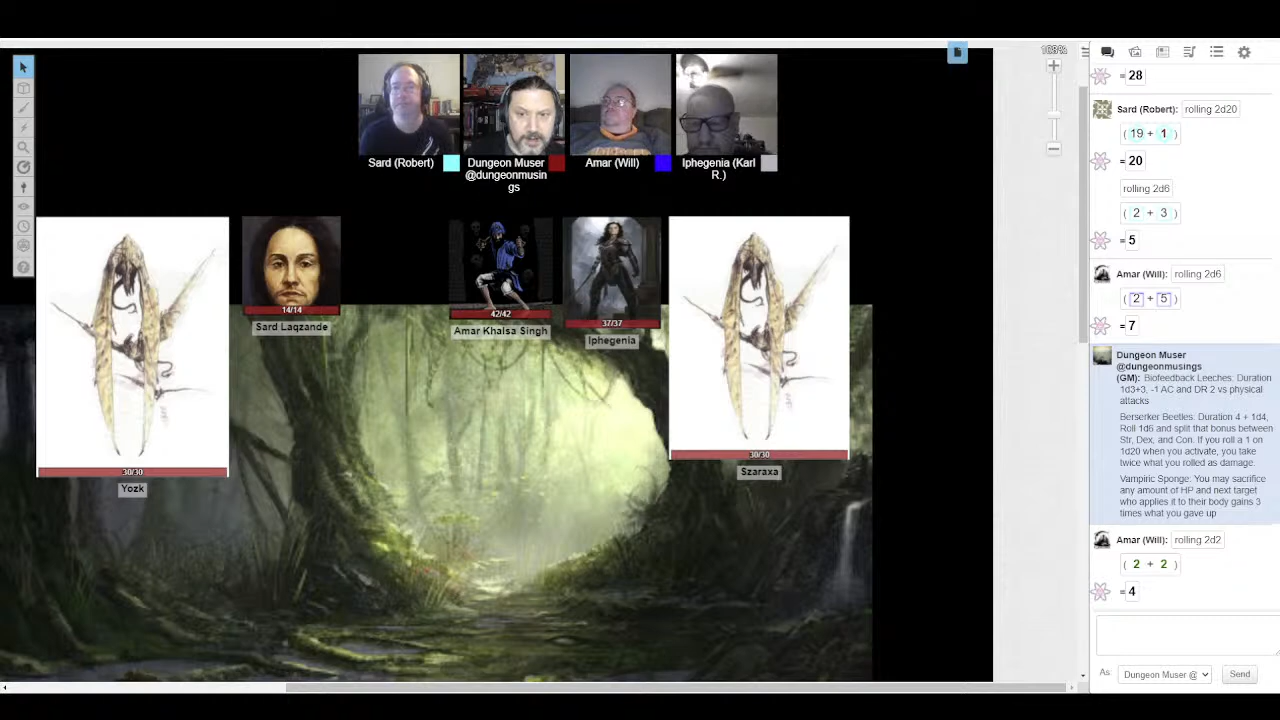 103%
Sard (Robert)
Dungeon Muser
@dungeonmusin
gs
Amar (Will)
Iphegenia (Karl
R.)
14/14
Sard Laqzande
42/42
Amar Khalsa Singh
37/37
Iphegenia
30/30
Yozk
30/30
Szaraxa
= 28
Sard (Robert): rolling 2d20
( 19 + 1 )
= 20
rolling 2d6
( 2 + 3 )
= 5
Amar (Will): rolling 2d6
( 2 + 5 )
= 7
Dungeon Muser
@dungeonmusings
(GM): Biofeedback Leeches: Duration
1d3+3, -1 AC and DR 2 vs physical
attacks
Berserker Beetles: Duration 4 + 1d4,
Roll 1d6 and split that bonus between
Str, Dex, and Con. If you roll a 1 on
1d20 when you activate, you take
twice what you rolled as damage.
Vampiric Sponge: You may sacrifice
any amount of HP and next target
who applies it to their body gains 3
times what you gave up
Amar (Will): rolling 2d2
( 2 + 2 )
= 4
As: Dungeon Muser @
Send